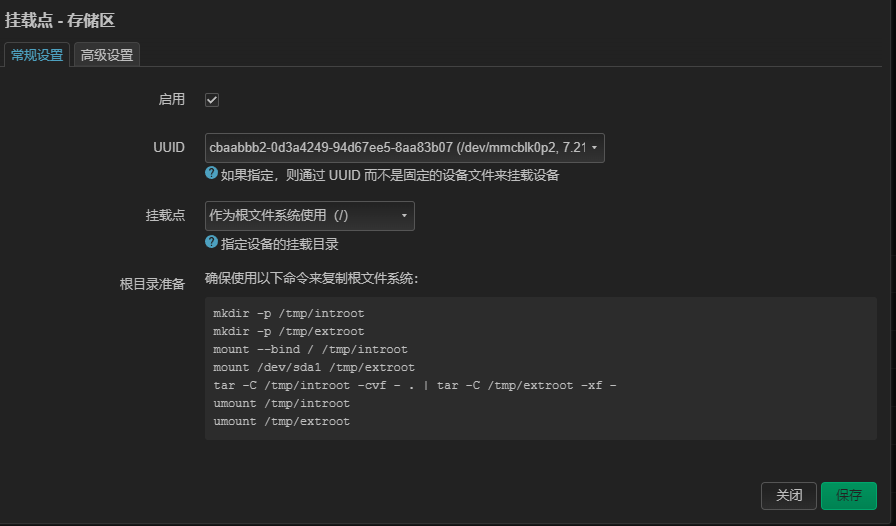 挂载点 - 存储区
常规设置
高级设置
启用
UUID
cbaabbb2-0d3a4249-94d67ee5-8aa83b07 (/dev/mmcblk0p2, 7.21
如果指定，则通过 UUID 而不是固定的设备文件来挂载设备
挂载点
作为根文件系统使用（/）
指定设备的挂载目录
根目录准备
确保使用以下命令来复制根文件系统：
mkdir -p /tmp/introot
mkdir -p /tmp/extroot
mount --bind / /tmp/introot
mount /dev/sda1 /tmp/extroot
tar -C /tmp/introot -cvf - . | tar -C /tmp/extroot -xf -
umount /tmp/introot
umount /tmp/extroot
关闭
保存